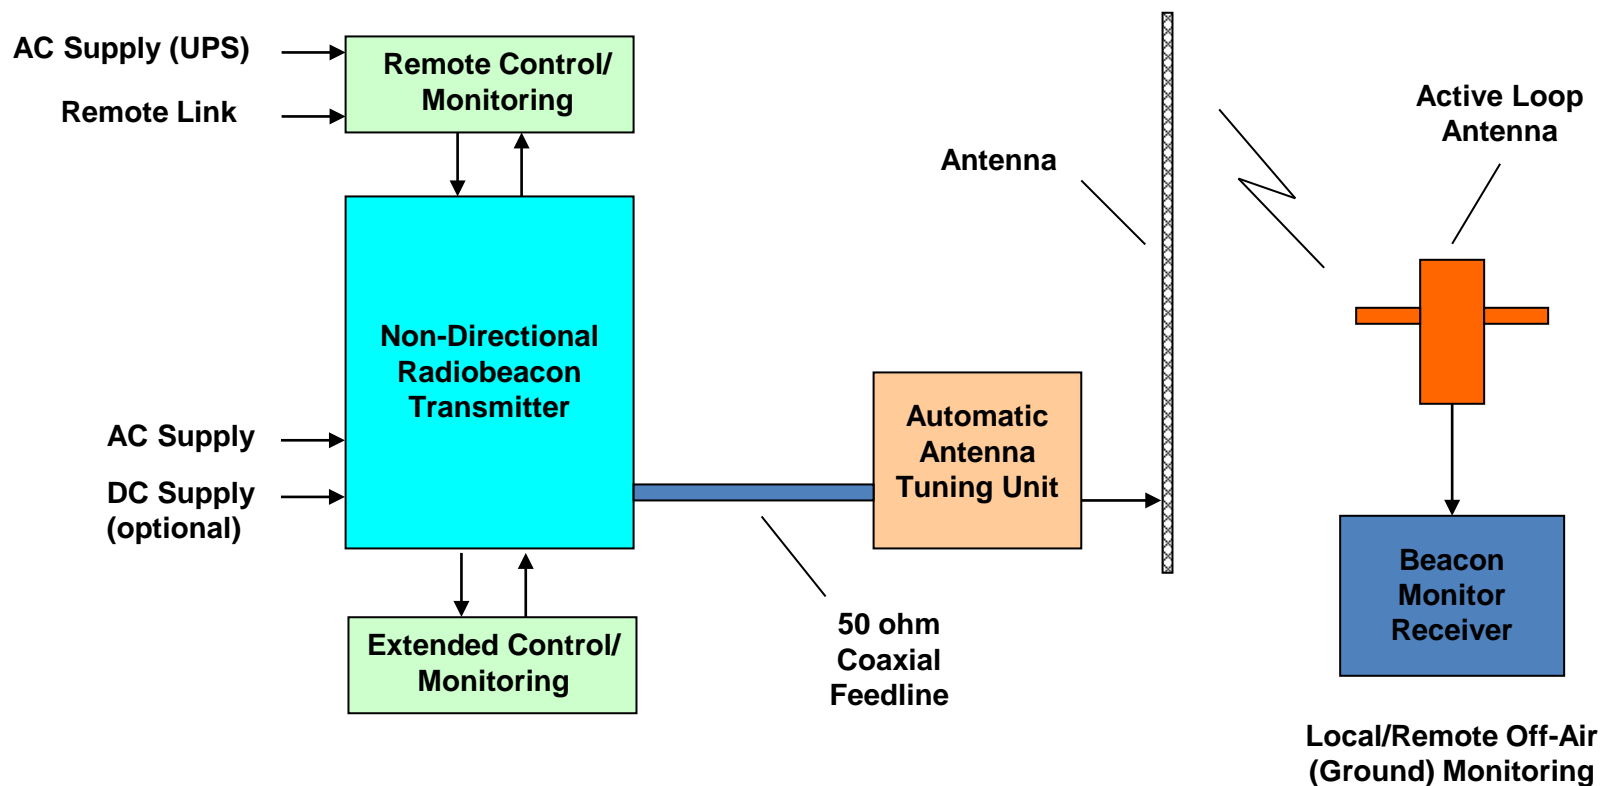 AC Supply (UPS)
Remote Link
Remote Control/
Monitoring
Antenna
Active Loop
Antenna
Non-Directional
Radiobeacon
Transmitter
AC Supply
DC Supply
(optional)
Automatic
Antenna
Tuning Unit
Extended Control/
Monitoring
50 ohm
Coaxial
Feedline
Beacon
Monitor
Receiver
Local/Remote Off-Air
(Ground) Monitoring